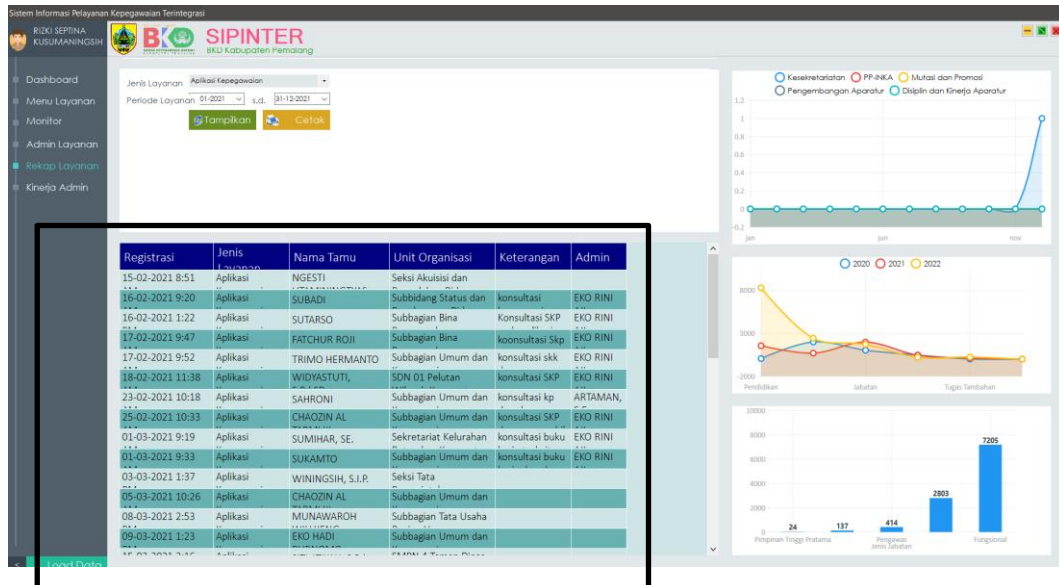 Sistem Informasi Pelayanan Kepegawaian Terintegrasi
RIZKI SEPTINA
KUSUMANINGSIH
BKD
SIPINTER
BKD Kabupaten Pemalang
Dashboard
Menu Layanan
Monitor
Admin Layanan
Rekap Layanan
Kinerja Admin
Load Data
Jenis Layanan Aplikasi Kepegawaian
Periode Layanan 01-2021 s.d. 31-12-2021
Tampilkan Cetak
Registrasi Jenis Layanan Nama Tamu Unit Organisasi Keterangan Admin
15-02-2021 8:51 Aplikasi NGESTI Seksi Akuisisi dan
16-02-2021 9:20 Aplikasi SUBADI Subbidang Status dan konsultasi EKO RINI
16-02-2021 1:22 Aplikasi SUTARSO Subbagian Bina Konsultasi SKP EKO RINI
17-02-2021 9:47 Aplikasi FATCHUR ROJI Subbagian Bina koonsultasi Skp EKO RINI
17-02-2021 9:52 Aplikasi TRIMO HERMANTO Subbagian Umum dan konsultasi skk EKO RINI
18-02-2021 11:38 Aplikasi WIDYASTUTI, SDN 01 Pelutan konsultasi SKP EKO RINI
23-02-2021 10:18 Aplikasi SAHRONI Subbagian Umum dan konsultasi kp ARTAMAN,
25-02-2021 10:33 Aplikasi CHAOZIN AL Subbagian Umum dan konsultasi SKP EKO RINI
01-03-2021 9:19 Aplikasi SUMIHAR, SE. Sekretariat Kelurahan konsultasi buku EKO RINI
01-03-2021 9:33 Aplikasi SUKAMTO Subbagian Umum dan konsultasi buku EKO RINI
03-03-2021 1:37 Aplikasi WININGSIH, S.I.P. Seksi Tata
05-03-2021 10:26 Aplikasi CHAOZIN AL Subbagian Umum dan
08-03-2021 2:53 Aplikasi MUNAWAROH Subbagian Tata Usaha
09-03-2021 1:23 Aplikasi EKO HADI Subbagian Umum dan
Kesekretariatan PP-INKA Mutasi dan Promosi
Pengembangan Aparatur Disiplin dan Kinerja Aparatur
1.2
1
0.8
0.6
0.4
0.2
0
-0.2
jan jun nov
2020 2021 2022
8000
3000
-2000
Pendidikan Jabatan Tugas Tambahan
10000
8000
6000
4000
2000
0
24 137 414 2803 7205
Pimpinan Tinggi Pratama Pengawas Fungsional
Jenis Jabatan